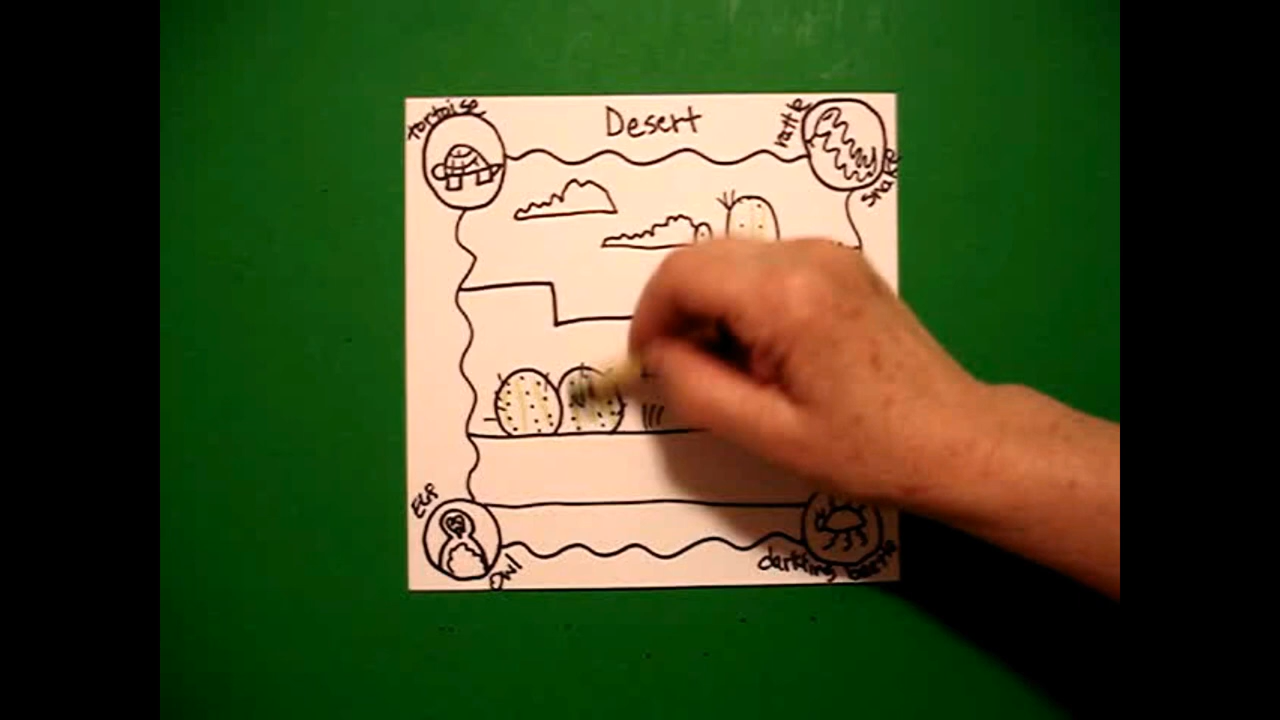 tortoise
Desert
rattle
snake
Elf
Owl
darkling beetle